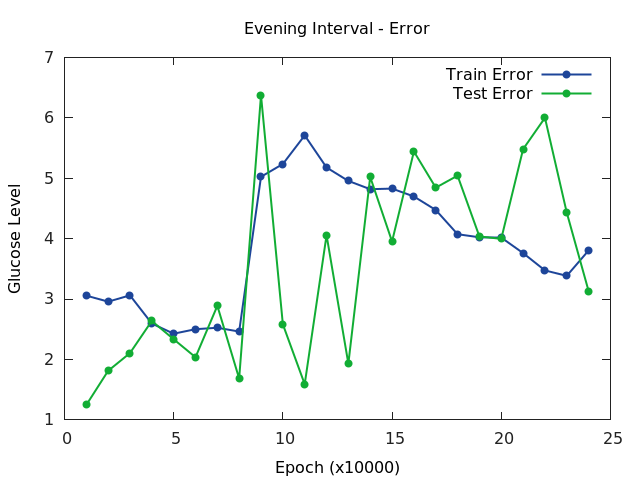 Evening Interval - Error
Train Error
Test Error
7
6
5
4
3
2
1
Glucose Level
0 5 10 15 20 25
Epoch (x10000)